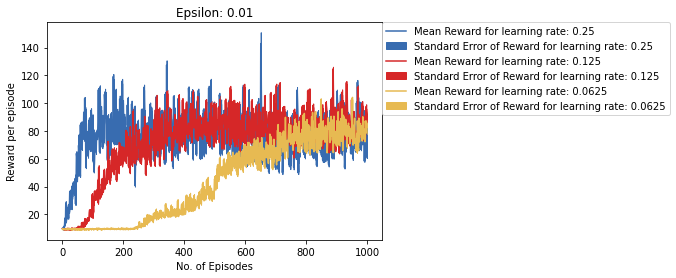 Epsilon: 0.01
Reward per episode
140
120
100
80
60
40
20
0
200
400
600
800
1000
No. of Episodes
Mean Reward for learning rate: 0.25
Standard Error of Reward for learning rate: 0.25
Mean Reward for learning rate: 0.125
Standard Error of Reward for learning rate: 0.125
Mean Reward for learning rate: 0.0625
Standard Error of Reward for learning rate: 0.0625